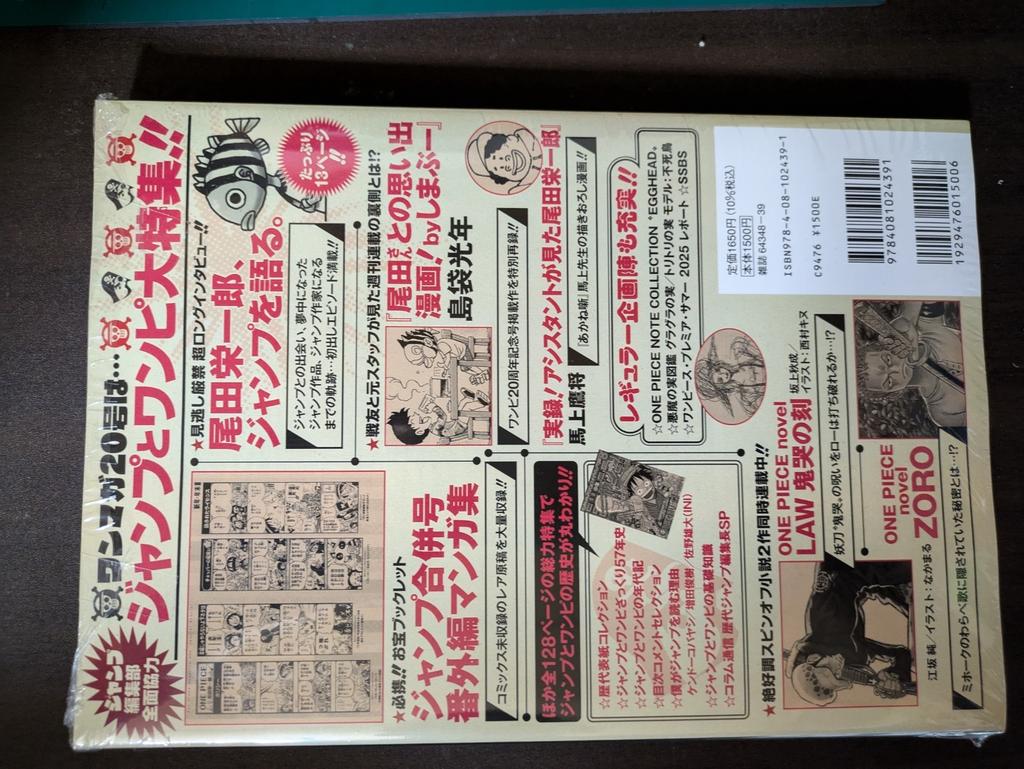 ジャンプ
編集部
全面協力
ワンマガ20号は…
ジャンプとワンピ大特集!!
★必携!!お宝ブックレット
ジャンプ合併号
番外編マンガ集
コミックス未収録のレア原稿を大量収録!!
ほか全128ページの総力特集で
ジャンプとワンピの歴史が丸わかり!!
☆歴代表紙コレクション
☆ジャンプとワンピざっくり57年史
☆ジャンプとワンピの年代記
☆目次コメントセレクション
☆僕がジャンプを読む理由
ケンドーコバヤシ/増田俊樹/佐野雄大(INI)
☆ジャンプとワンピの基礎知識
☆コラム通信 歴代ジャンプ編集長SP
★見逃し厳禁 超ロングインタビュー!!
尾田栄一郎
ジャンプを語る。
たっぷり
13ページ
!!
ジャンプとの出会い、夢中になった
ジャンプ作品、ジャンプ作家になる
までの軌跡…初出しエピソード満載!!
★戦友と元スタッフが見た週刊連載の裏側とは!?
『尾田さんとの思い出
漫画!byしまぶー』
島袋光年
ワンピ20周年記念号掲載作を特別再録!!
『実録!アシスタントが見た尾田栄一郎』
馬上鷹将
『あかね噺』馬上先生の描きおろし漫画!!
レギュラー企画陣も充実!!
☆ONE PIECE NOTE COLLECTION "EGGHEAD"
☆悪魔の実図鑑 グラグラの実/トリトリの実 モデル:不死鳥
☆ワンピース・プレミア・サマー 2025 レポート ☆SSBS
★絶好調スピンオフ小説2作同時連載中!!
ONE PIECE novel
LAW 鬼哭の刻
坂上秋成/
イラスト:西村キヌ
妖刀"鬼哭"の呪いをローは打ち破れるか…!?
ONE PIECE
novel
ZORO
江坂 純/イラスト:なかまる
ミホークのわらべ歌に隠されていた秘密とは…!?
定価1650円(10%税込)
本体1500円
雑誌 64348-39
ISBN978-4-08-102439-1
C9476 ¥1500E
9784081024391
1929476015006